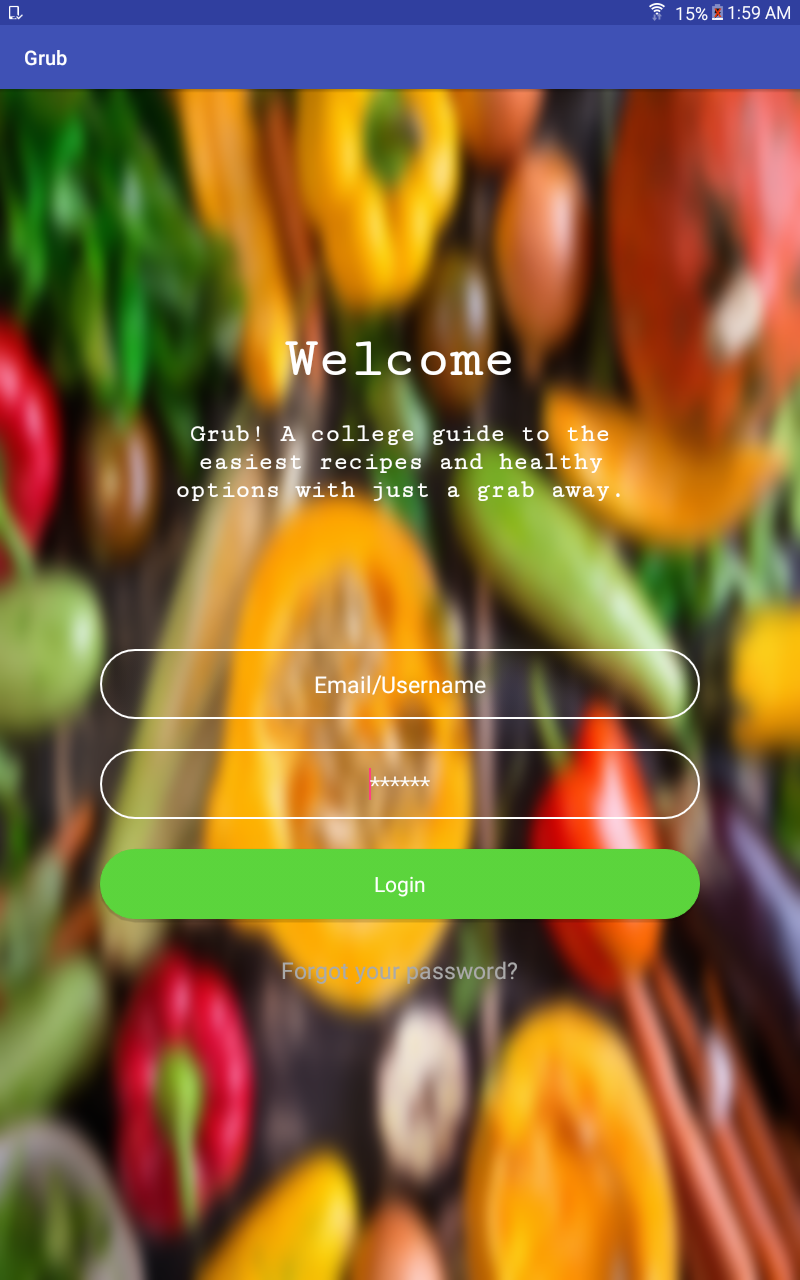 15% 1:59 AM
Grub
Welcome
Grub! A college guide to the
easiest recipes and healthy
options with just a grab away.
Email/Username
******
Login
Forgot your password?